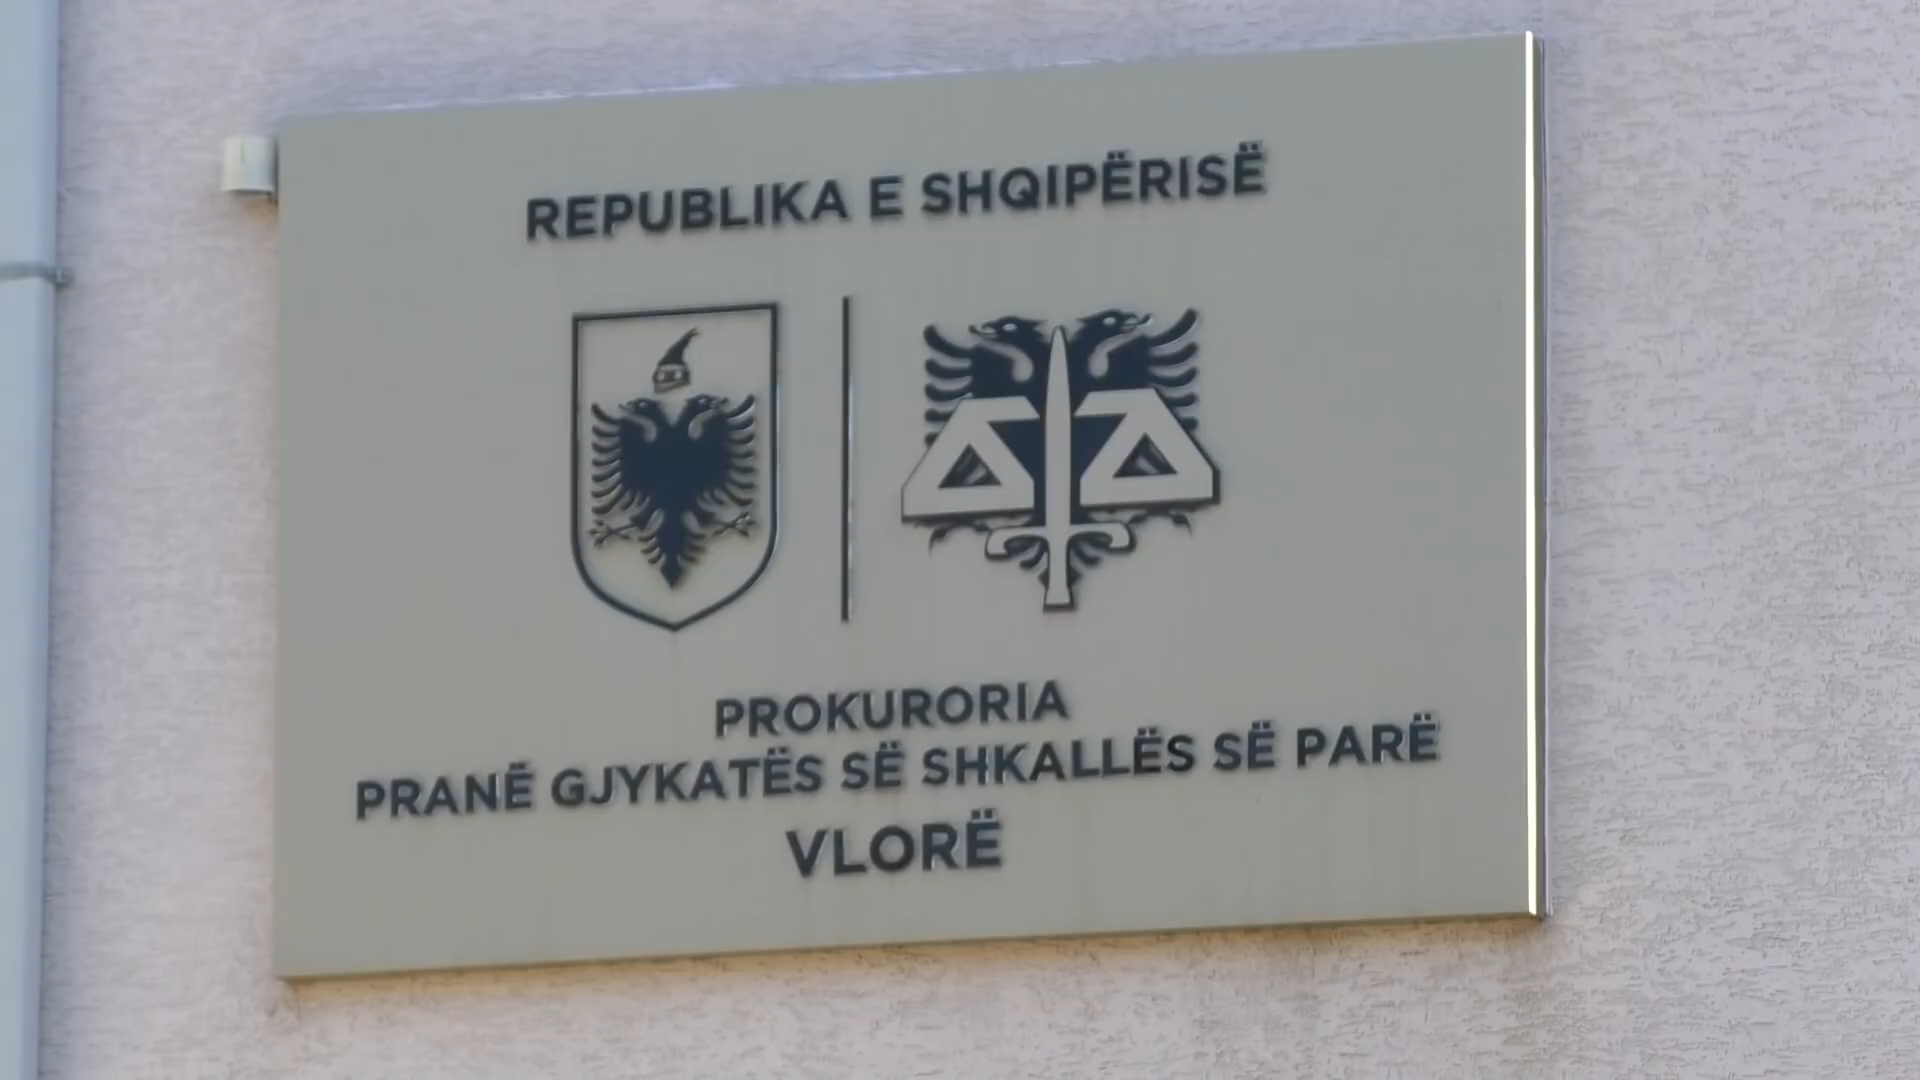 REPUBLIKA E SHQIPËRISË
PROKURORIA
PRANË GJYKATËS SË SHKALLËS SË PARË
VLORË